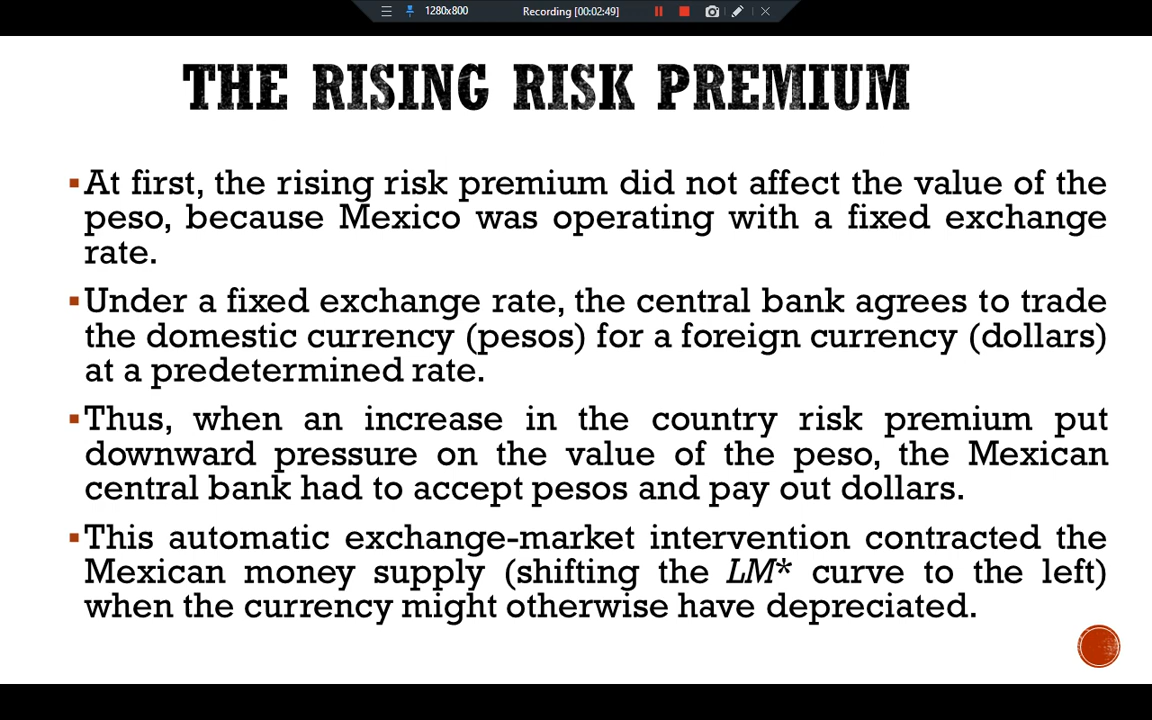 1280x800 Recording [00:02:49]
THE RISING RISK PREMIUM
▪At first, the rising risk premium did not affect the value of the
peso, because Mexico was operating with a fixed exchange
rate.
▪Under a fixed exchange rate, the central bank agrees to trade
the domestic currency (pesos) for a foreign currency (dollars)
at a predetermined rate.
▪Thus, when an increase in the country risk premium put
downward pressure on the value of the peso, the Mexican
central bank had to accept pesos and pay out dollars.
▪This automatic exchange-market intervention contracted the
Mexican money supply (shifting the LM* curve to the left)
when the currency might otherwise have depreciated.